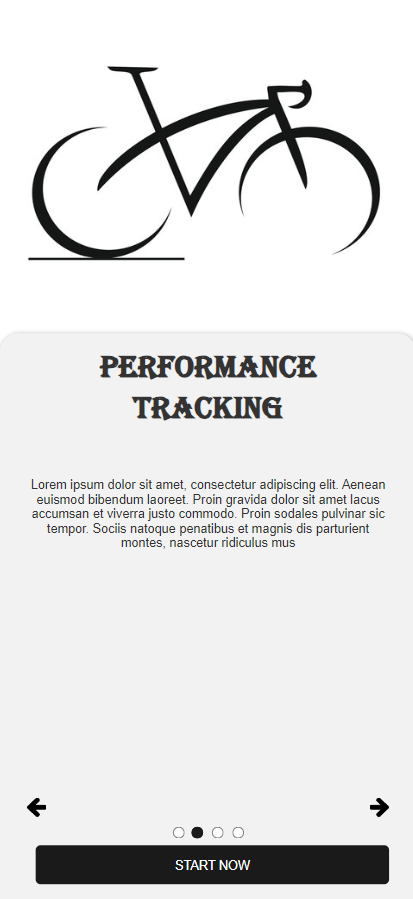 PERFORMANCE
TRACKING
Lorem ipsum dolor sit amet, consectetur adipiscing elit. Aenean
euismod bibendum laoreet. Proin gravida dolor sit amet lacus
accumsan et viverra justo commodo. Proin sodales pulvinar sic
tempor. Sociis natoque penatibus et magnis dis parturient
montes, nascetur ridiculus mus
START NOW